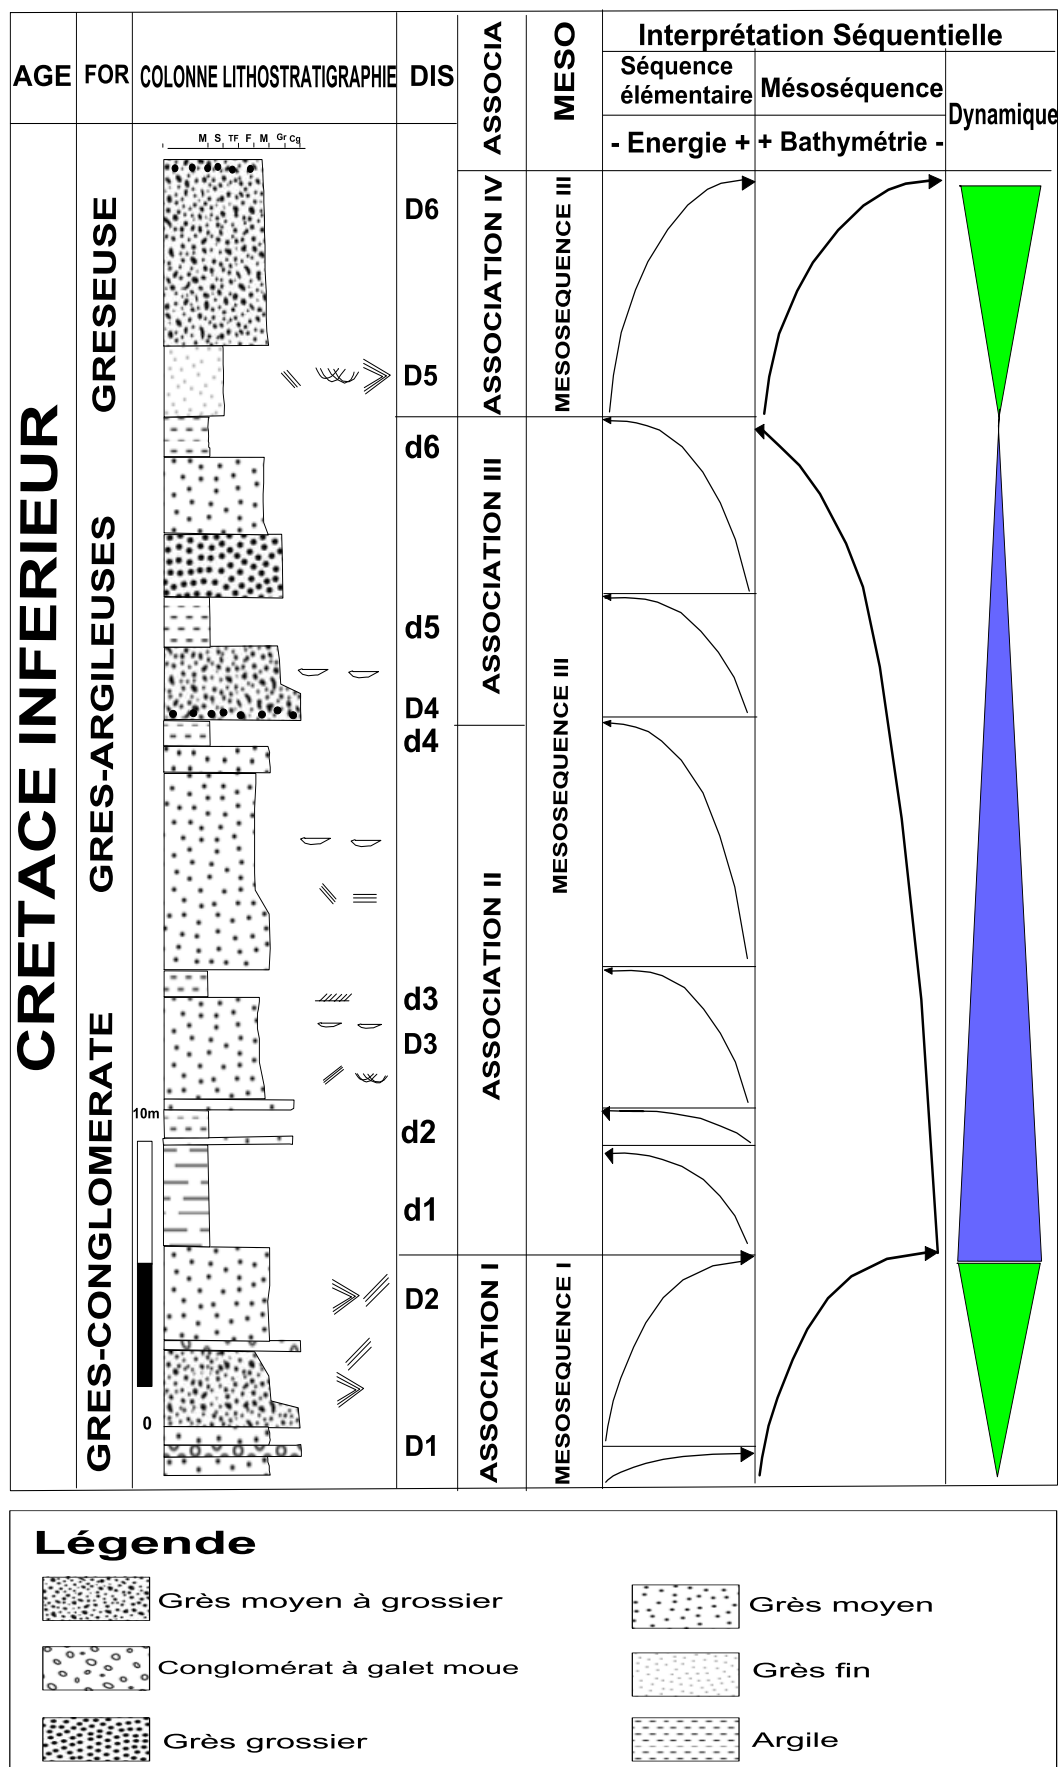 AGE
FOR
COLONNE LITHOSTRATIGRAPHIE
DIS
ASSOCIA
MESO
Interprétation Séquentielle
Séquence
élémentaire
Mésoséquence
Dynamique
- Energie +
+ Bathymétrie -
M S TF F M Gr Cg
CRETACE INFERIEUR
GRESEUSE
GRES-ARGILEUSES
GRES-CONGLOMERATE
10m
0
D6
D5
d6
d5
D4
d4
d3
D3
d2
d1
D2
D1
ASSOCIATION IV
ASSOCIATION III
ASSOCIATION II
ASSOCIATION I
MESOSEQUENCE III
MESOSEQUENCE III
MESOSEQUENCE I
Légende
Grès moyen à grossier
Grès moyen
Conglomérat à galet moue
Grès fin
Grès grossier
Argile